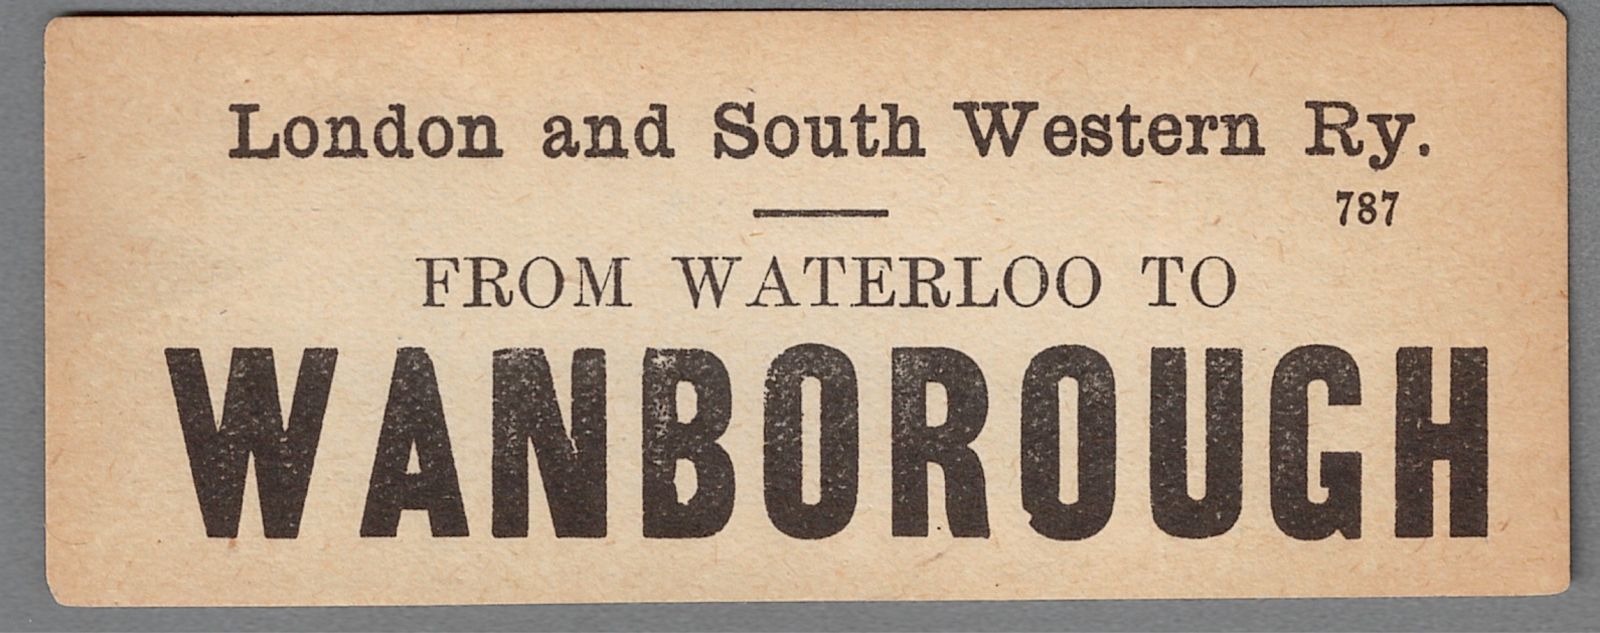 London and South Western Ry.
787
FROM WATERLOO TO
WANBOROUGH